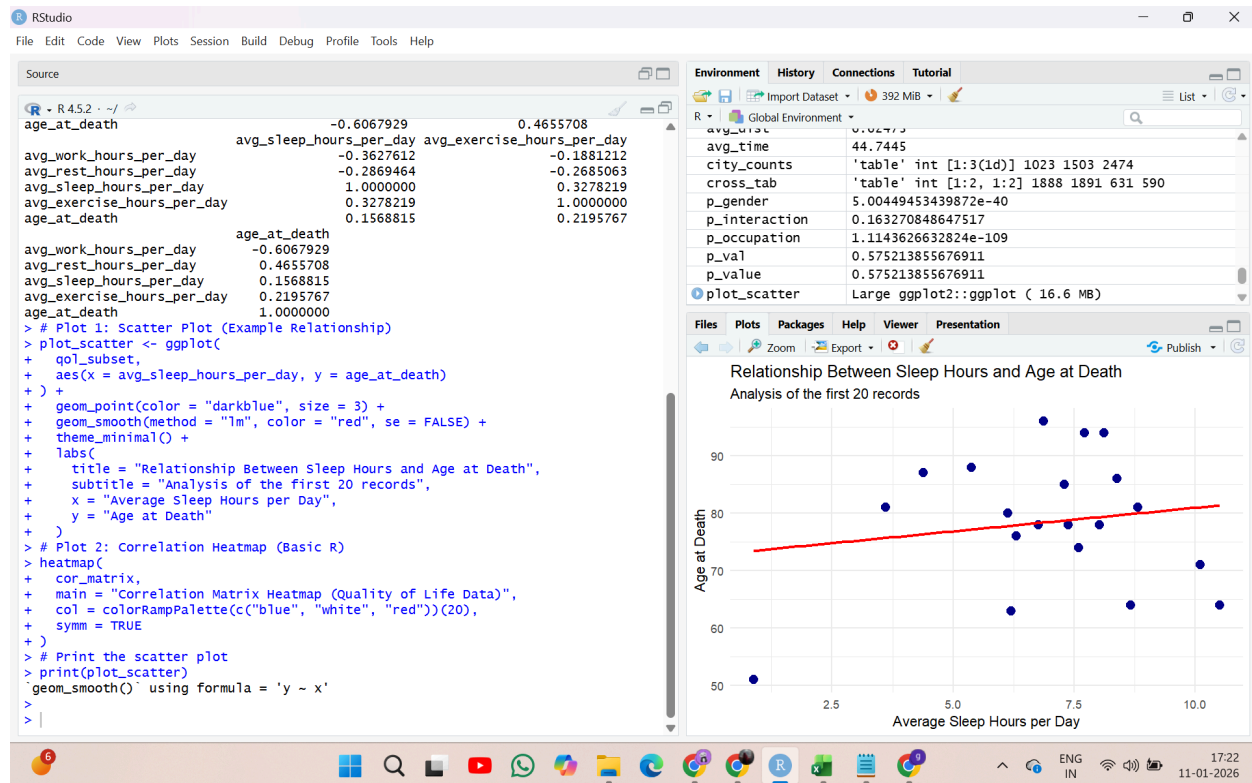 RStudio
File Edit Code View Plots Session Build Debug Profile Tools Help
Source
R 4.5.2 · ~/
age_at_death -0.6067929 0.4655708
avg_sleep_hours_per_day avg_exercise_hours_per_day
avg_work_hours_per_day -0.3627612 -0.1881212
avg_rest_hours_per_day -0.2869464 -0.2685063
avg_sleep_hours_per_day 1.0000000 0.3278219
avg_exercise_hours_per_day 0.3278219 1.0000000
age_at_death 0.1568815 0.2195767
age_at_death
avg_work_hours_per_day -0.6067929
avg_rest_hours_per_day 0.4655708
avg_sleep_hours_per_day 0.1568815
avg_exercise_hours_per_day 0.2195767
age_at_death 1.0000000
> # Plot 1: Scatter Plot (Example Relationship)
> plot_scatter <- ggplot(
+ qol_subset,
+ aes(x = avg_sleep_hours_per_day, y = age_at_death)
+ ) +
+ geom_point(color = "darkblue", size = 3) +
+ geom_smooth(method = "lm", color = "red", se = FALSE) +
+ theme_minimal() +
+ labs(
+ title = "Relationship Between Sleep Hours and Age at Death",
+ subtitle = "Analysis of the first 20 records",
+ x = "Average Sleep Hours per Day",
+ y = "Age at Death"
+ )
> # Plot 2: Correlation Heatmap (Basic R)
> heatmap(
+ cor_matrix,
+ main = "Correlation Matrix Heatmap (Quality of Life Data)",
+ col = colorRampPalette(c("blue", "white", "red"))(20),
+ symm = TRUE
+ )
> # Print the scatter plot
> print(plot_scatter)
`geom_smooth()` using formula = 'y ~ x'
>
>
Environment History Connections Tutorial
Import Dataset 392 MiB List
R Global Environment
avg_dist 0.02475
avg_time 44.7445
city_counts 'table' int [1:3(1d)] 1023 1503 2474
cross_tab 'table' int [1:2, 1:2] 1888 1891 631 590
p_gender 5.00449453439872e-40
p_interaction 0.163270848647517
p_occupation 1.1143626632824e-109
p_val 0.575213855676911
p_value 0.575213855676911
plot_scatter Large ggplot2::ggplot ( 16.6 MB)
Files Plots Packages Help Viewer Presentation
Zoom Export Publish
Relationship Between Sleep Hours and Age at Death
Analysis of the first 20 records
90
80
70
60
50
Age at Death
2.5 5.0 7.5 10.0
Average Sleep Hours per Day
6
ENG
IN
17:22
11-01-2026